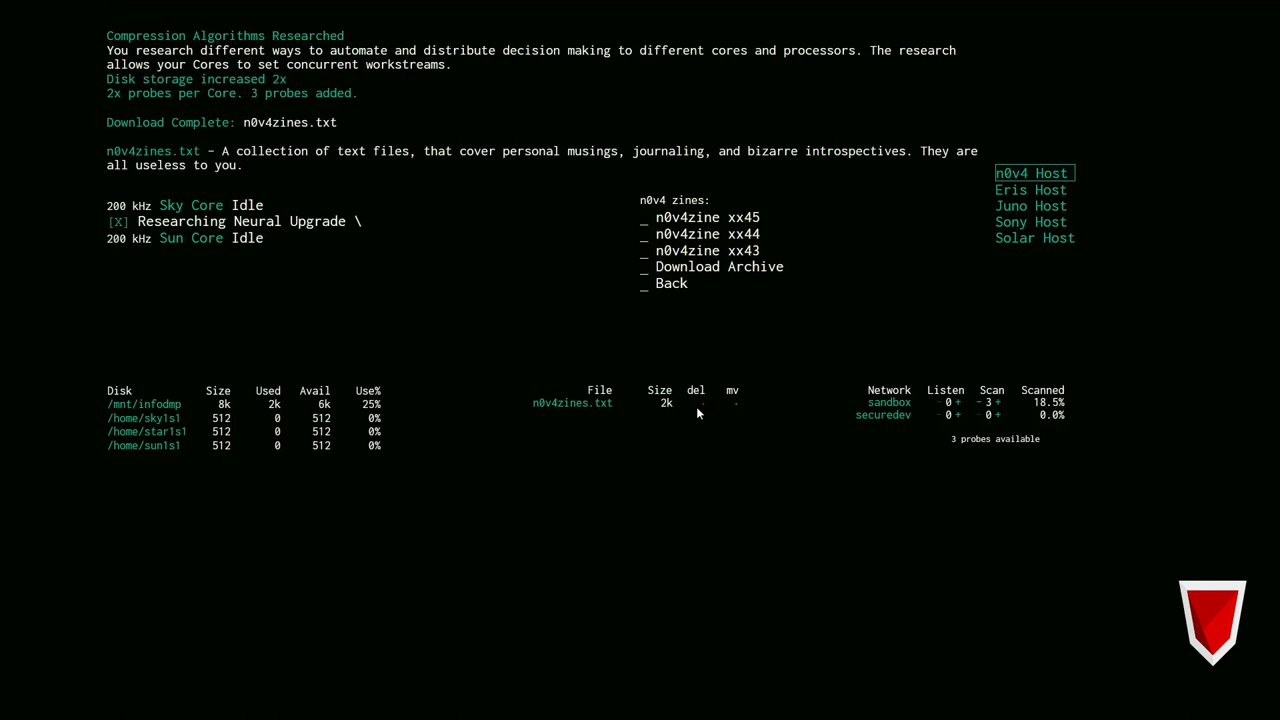 Compression Algorithms Researched
You research different ways to automate and distribute decision making to different cores and processors. The research
allows your Cores to set concurrent workstreams.
Disk storage increased 2x
2x probes per Core. 3 probes added.
Download Complete: n0v4zines.txt
n0v4zines.txt - A collection of text files, that cover personal musings, journaling, and bizarre introspectives. They are
all useless to you.
200 kHz Sky Core Idle
[X] Researching Neural Upgrade \
200 kHz Sun Core Idle
n0v4 zines:
_ n0v4zine xx45
_ n0v4zine xx44
_ n0v4zine xx43
_ Download Archive
_ Back
n0v4 Host
Eris Host
Juno Host
Sony Host
Solar Host
Disk Size Used Avail Use%
/mnt/infodmp 8k 2k 6k 25%
/home/sky1s1 512 0 512 0%
/home/star1s1 512 0 512 0%
/home/sun1s1 512 0 512 0%
File Size del mv
n0v4zines.txt 2k . .
Network Listen Scan Scanned
sandbox - 0 + - 3 + 18.5%
securedev - 0 + - 0 + 0.0%
3 probes available